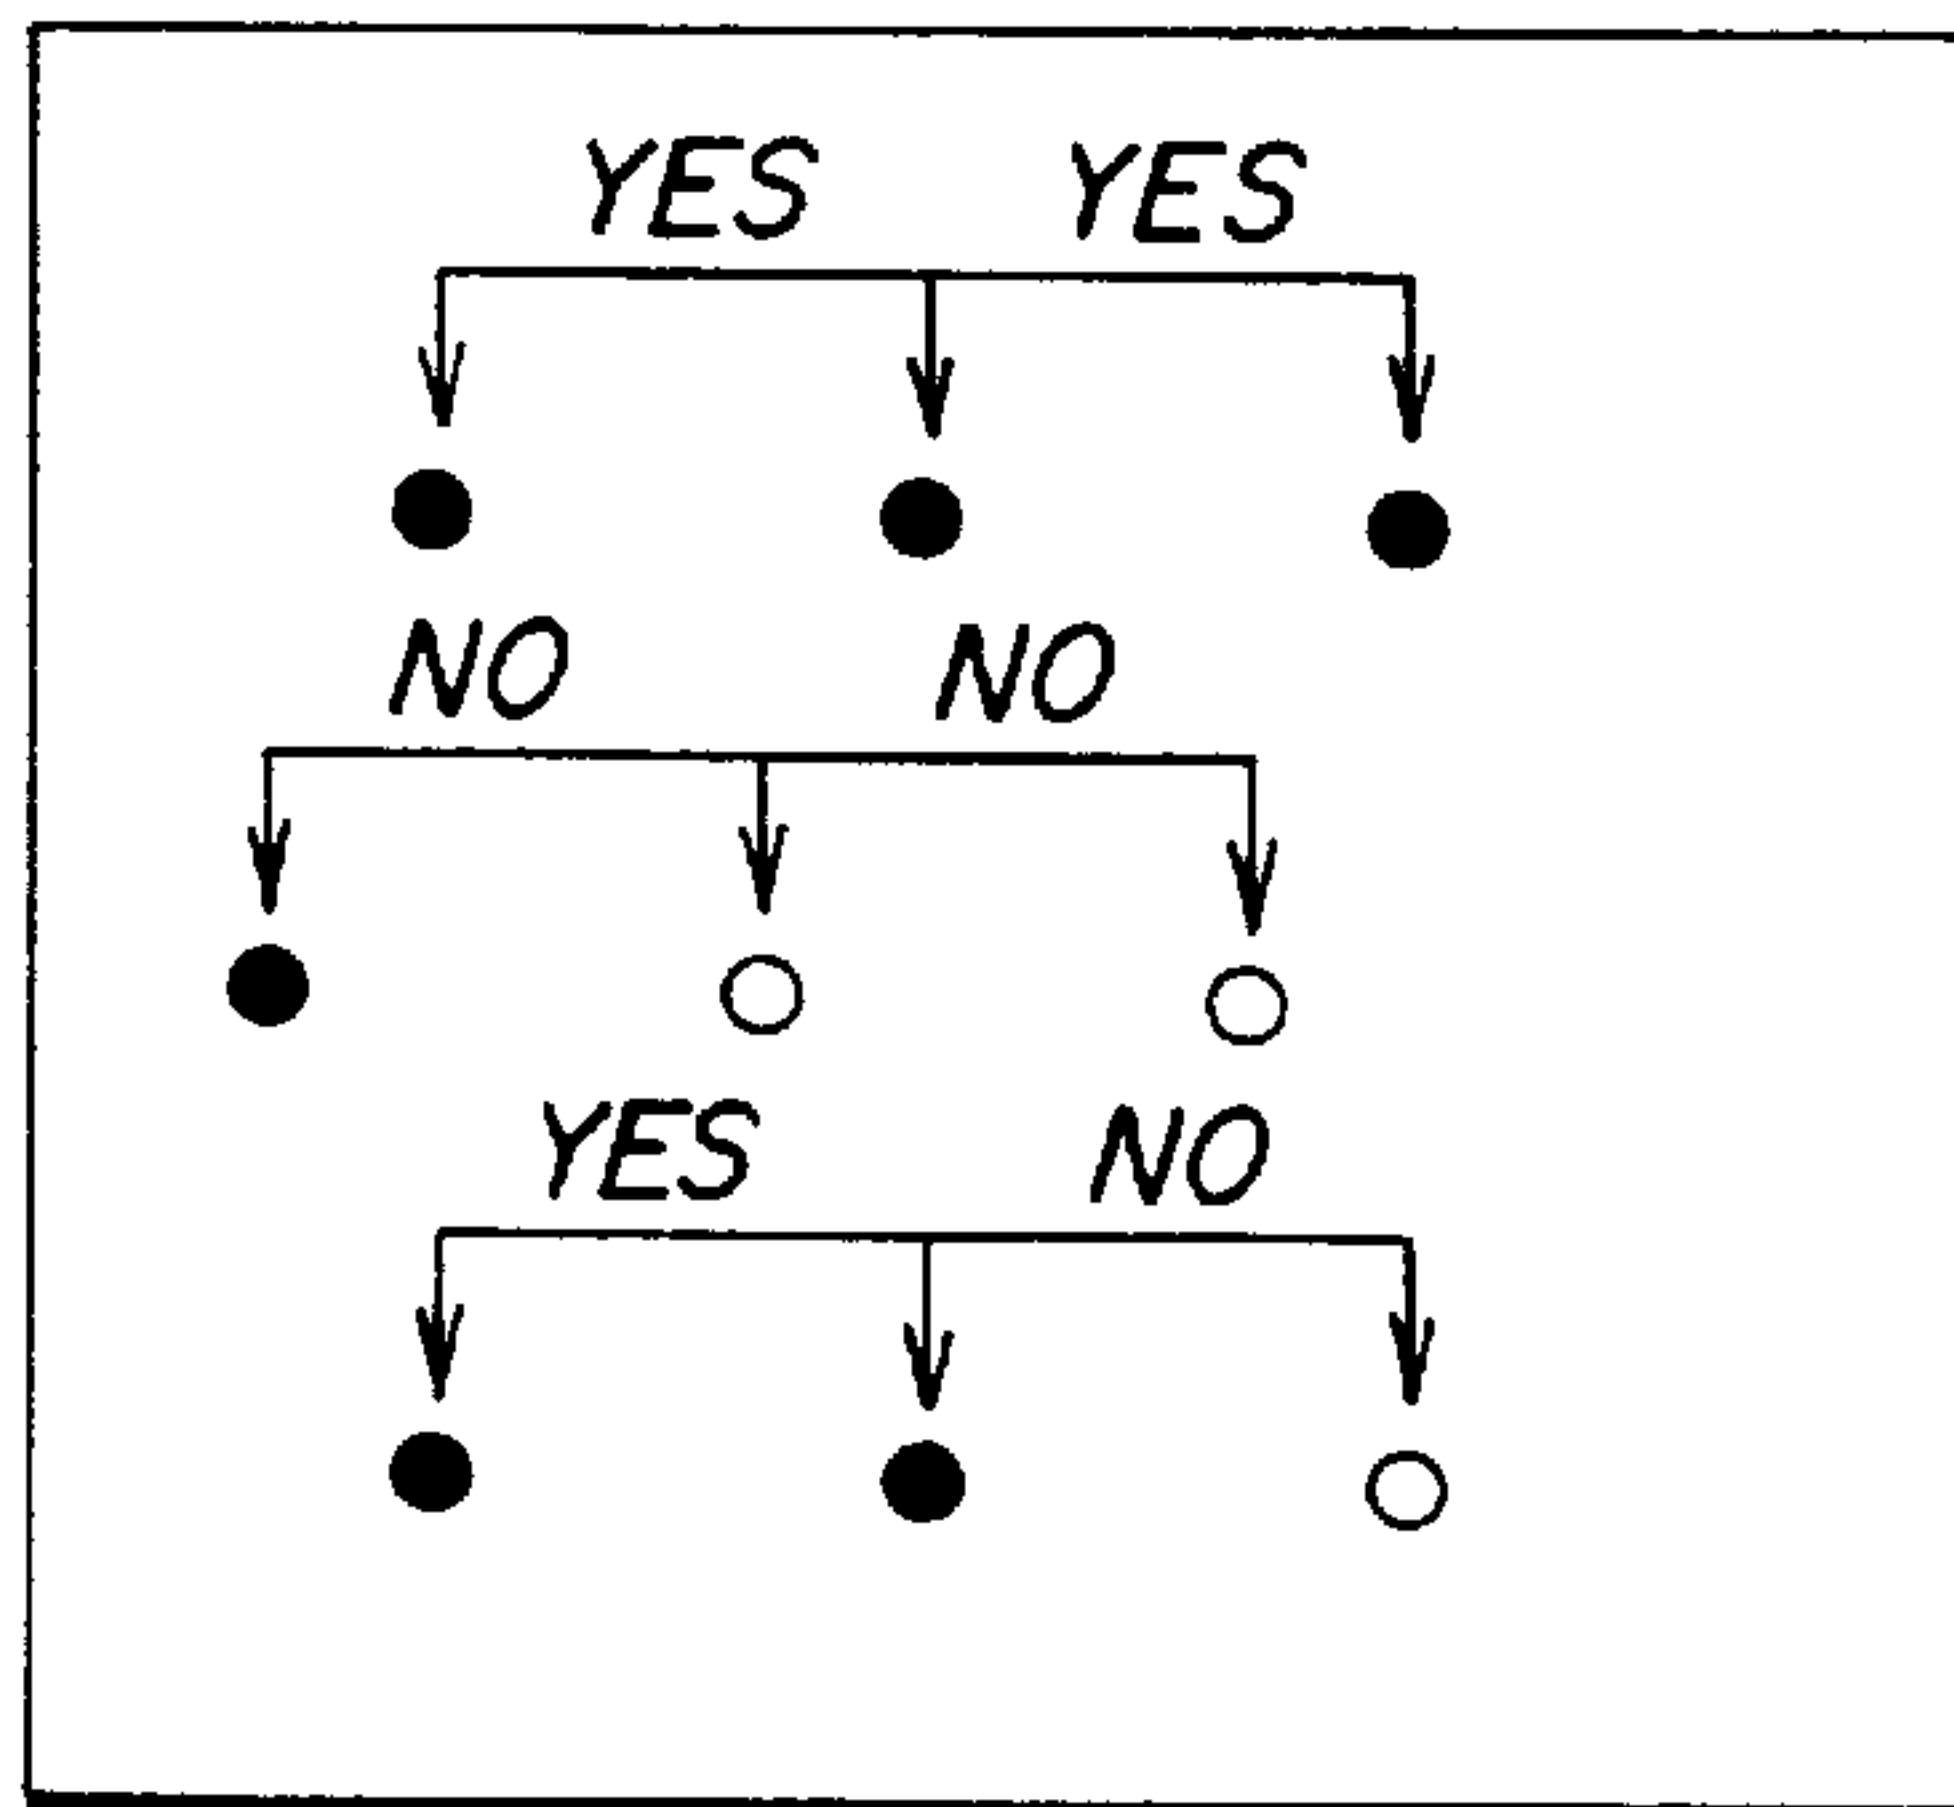 YES YES
NO NO
YES NO